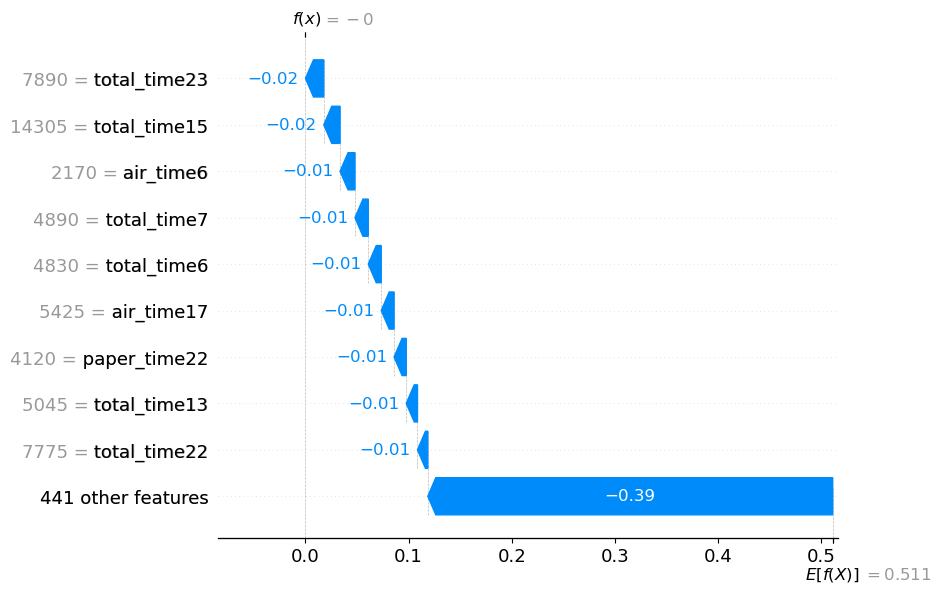 f(x) = −0
7890 = total_time23
−0.02
14305 = total_time15
−0.02
2170 = air_time6
−0.01
4890 = total_time7
−0.01
4830 = total_time6
−0.01
5425 = air_time17
−0.01
4120 = paper_time22
−0.01
5045 = total_time13
−0.01
7775 = total_time22
−0.01
441 other features
−0.39
0.0 0.1 0.2 0.3 0.4 0.5
E[f(X)] = 0.511